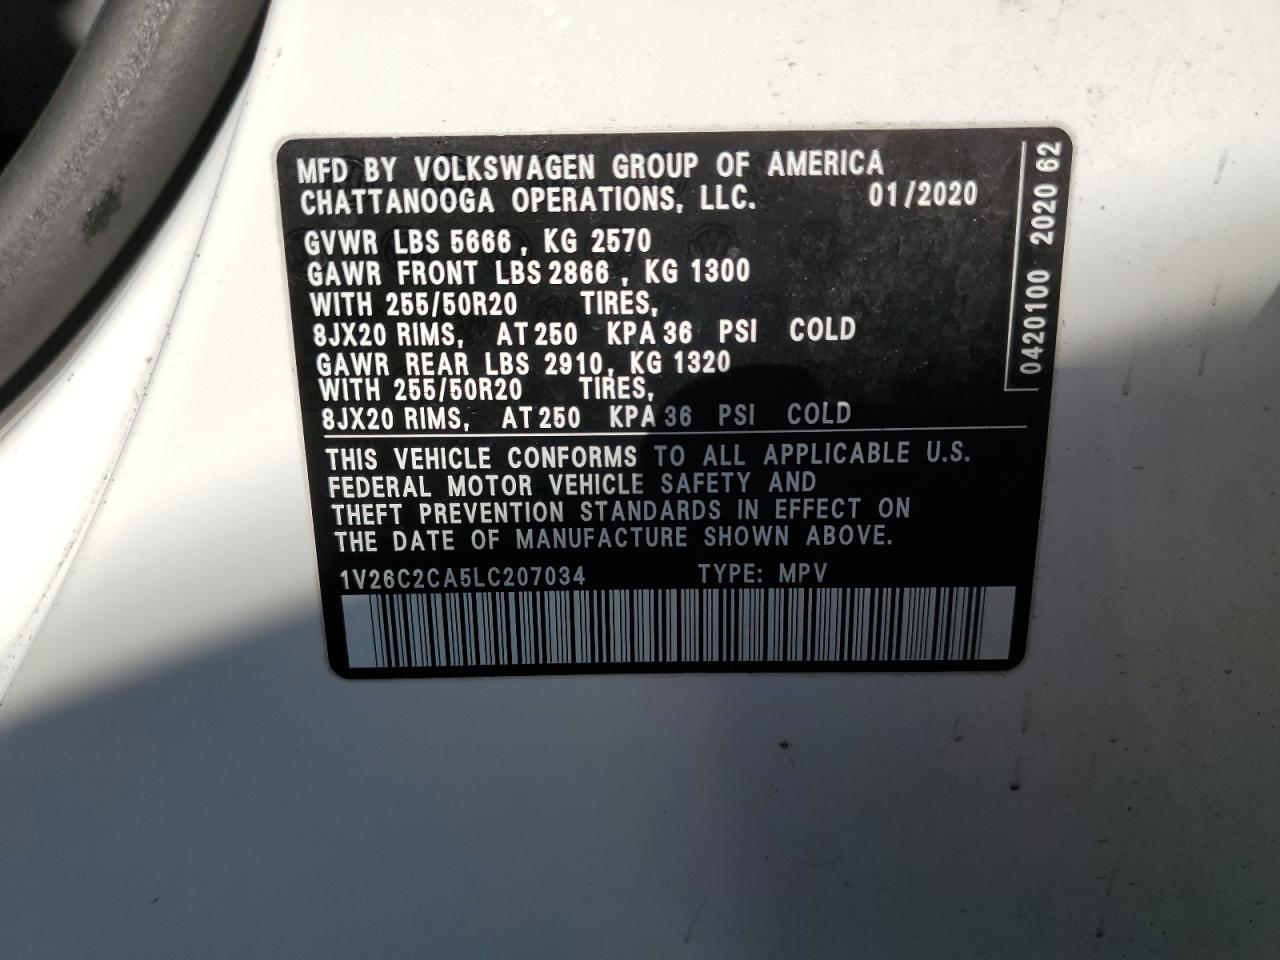 MFD BY VOLKSWAGEN GROUP OF AMERICA
CHATTANOOGA OPERATIONS, LLC. 01/2020
GVWR LBS 5666, KG 2570
GAWR FRONT LBS 2866, KG 1300
WITH 255/50R20 TIRES,
8JX20 RIMS, AT 250 KPA 36 PSI COLD
GAWR REAR LBS 2910, KG 1320
WITH 255/50R20 TIRES,
8JX20 RIMS, AT 250 KPA 36 PSI COLD
THIS VEHICLE CONFORMS TO ALL APPLICABLE U.S.
FEDERAL MOTOR VEHICLE SAFETY AND
THEFT PREVENTION STANDARDS IN EFFECT ON
THE DATE OF MANUFACTURE SHOWN ABOVE.
1V26C2CA5LC207034 TYPE: MPV
0420100 2020 62